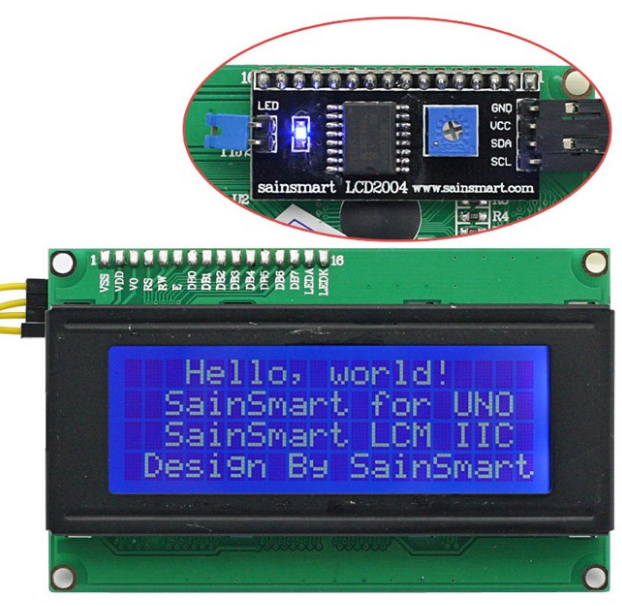 16
1
LED
GND
VCC
SDA
SCL
sainsmart LCD2004 www.sainsmart.com
R4
1
16
VSS
VDD
VO
RS
RW
E
DB0
DB1
DB2
DB3
DB4
DB5
DB6
DB7
LEDA
LEDK
Hello, world!
SainSmart for UNO
SainSmart LCM IIC
Design By SainSmart